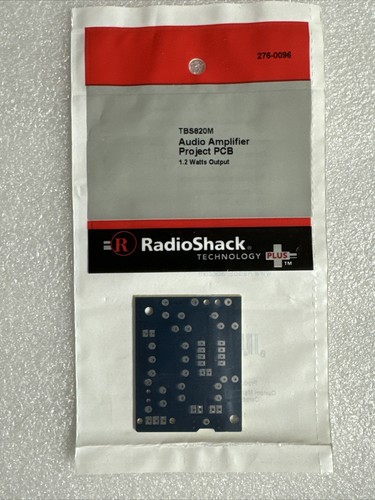 276-0096
TBS820M
Audio Amplifier
Project PCB
1.2 Watts Output
R RadioShack®
TECHNOLOGY PLUS
TM